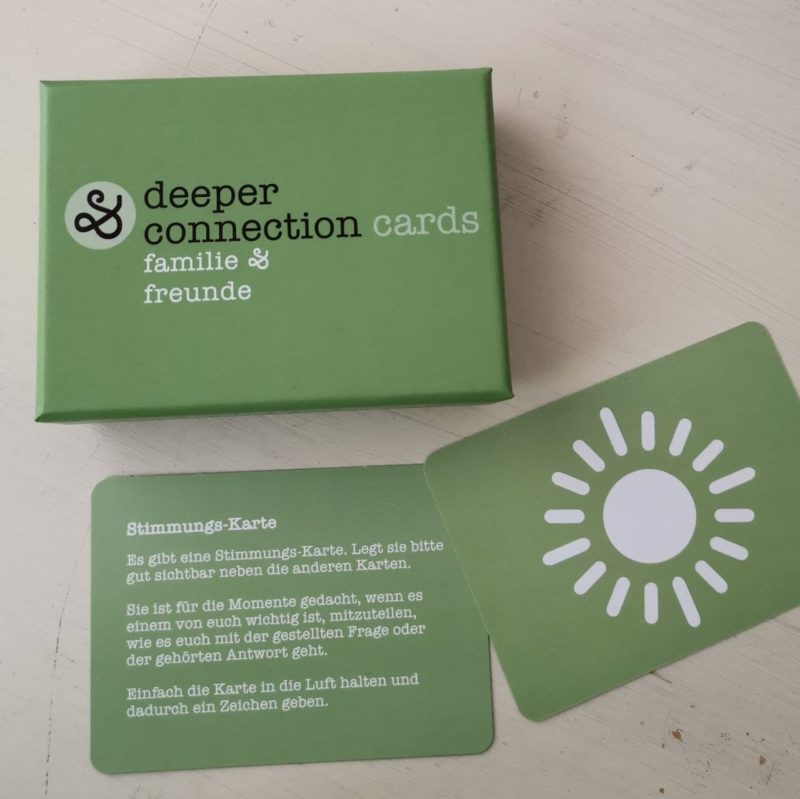 &
deeper
connection cards
familie &
freunde
Stimmungs-Karte
Es gibt eine Stimmungs-Karte. Legt sie bitte
gut sichtbar neben die anderen Karten.
Sie ist für die Momente gedacht, wenn es
einem von euch wichtig ist, mitzuteilen,
wie es euch mit der gestellten Frage oder
der gehörten Antwort geht.
Einfach die Karte in die Luft halten und
dadurch ein Zeichen geben.